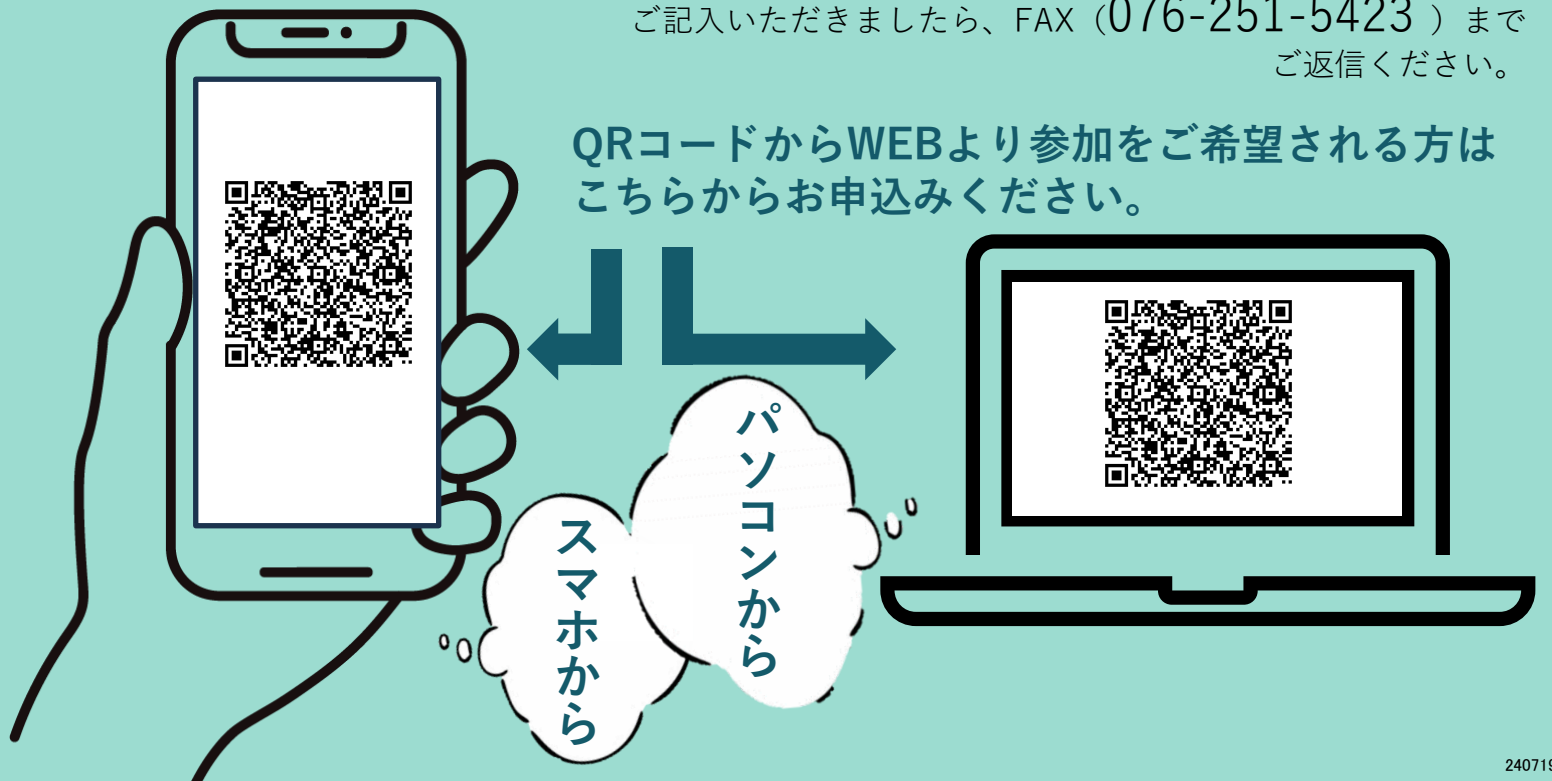 ご記入いただきましたら、FAX（076-251-5423 ）まで
ご返信ください。
QRコードからWEBより参加をご希望される方は
こちらからお申込みください。
パソコンから
スマホから
240719